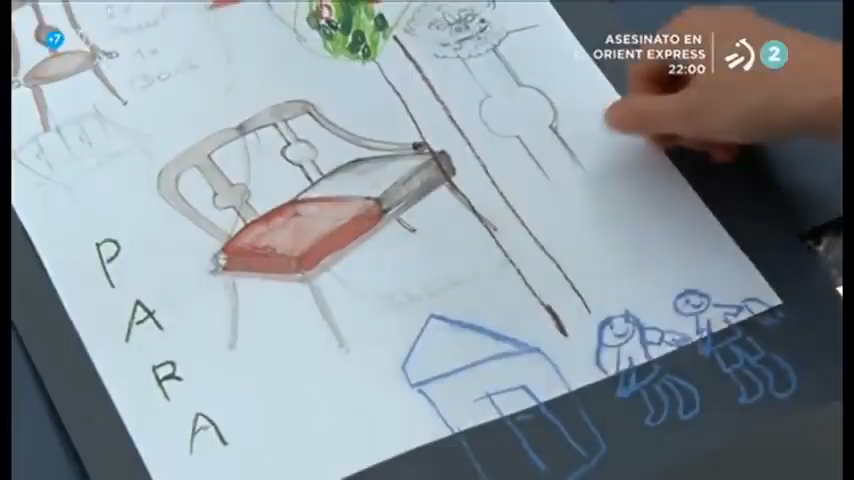 +7
ASESINATO EN
ORIENT EXPRESS
22:00
2
P
A
R
A